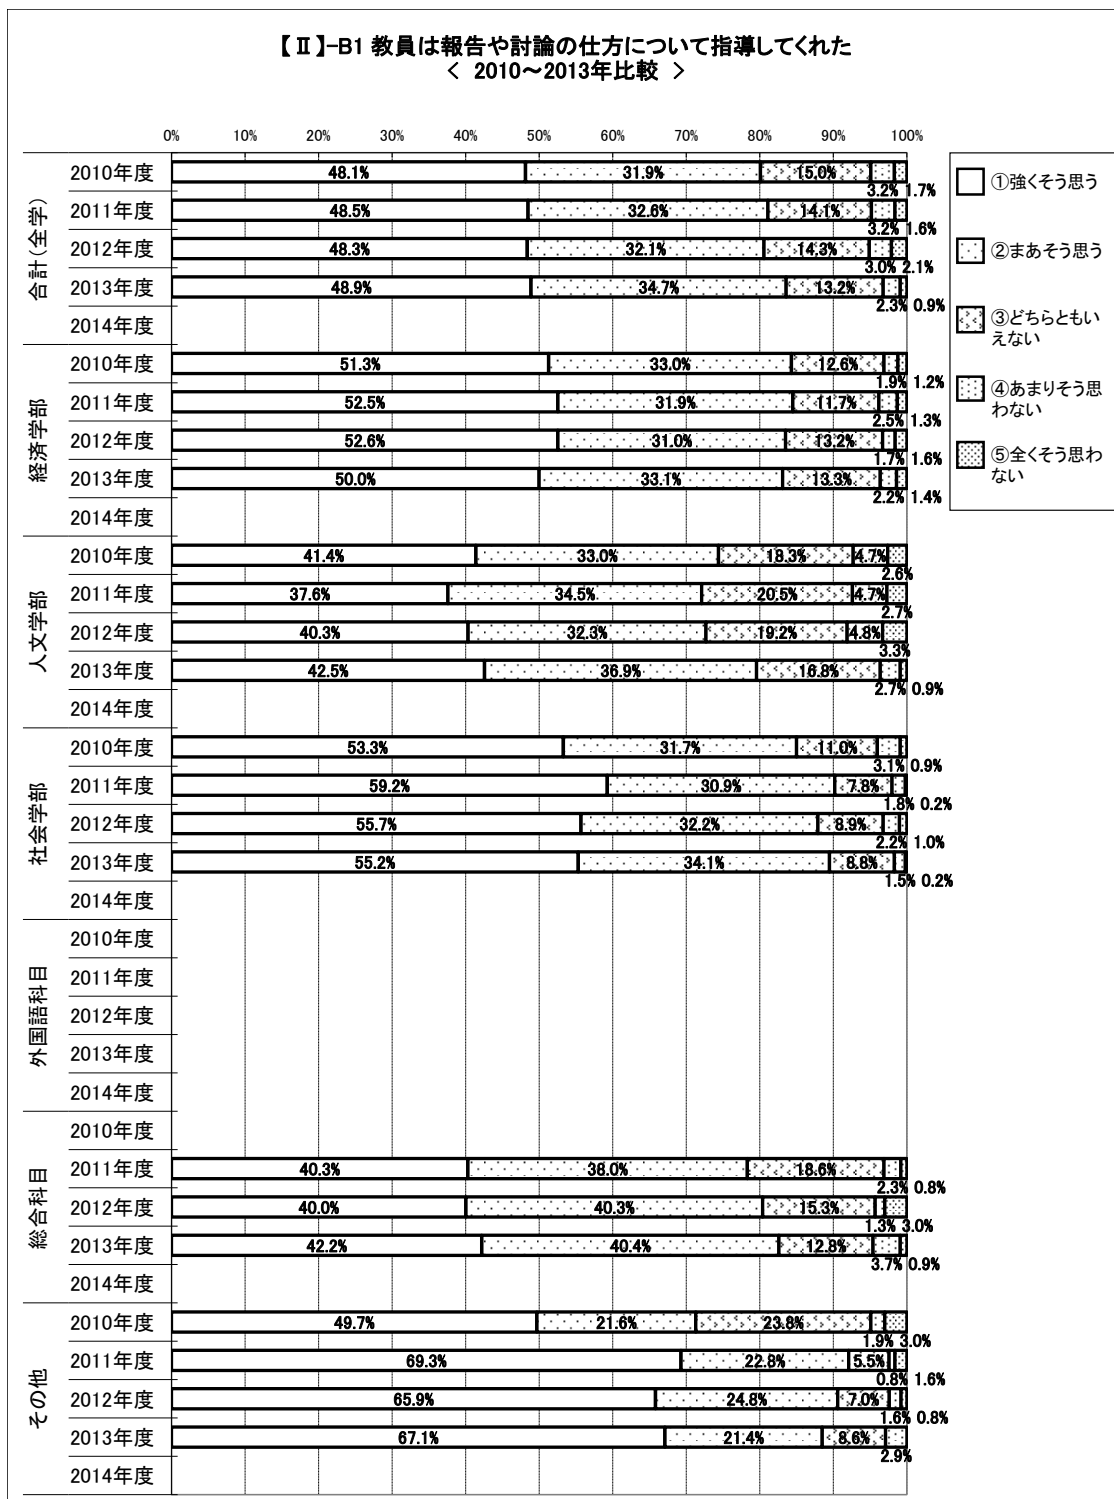 【Ⅱ】-B1 教員は報告や討論の仕方について指導してくれた
＜ 2010～2013年比較 ＞
0% 10% 20% 30% 40% 50% 60% 70% 80% 90% 100%
合計(全学)
2010年度 48.1% 31.9% 15.0%
3.2% 1.7%
2011年度 48.5% 32.6% 14.1%
3.2% 1.6%
2012年度 48.3% 32.1% 14.3%
3.0% 2.1%
2013年度 48.9% 34.7% 13.2%
2.3% 0.9%
2014年度
経済学部
2010年度 51.3% 33.0% 12.6%
1.9% 1.2%
2011年度 52.5% 31.9% 11.7%
2.5% 1.3%
2012年度 52.6% 31.0% 13.2%
1.7% 1.6%
2013年度 50.0% 33.1% 13.3%
2.2% 1.4%
2014年度
人文学部
2010年度 41.4% 33.0% 18.3% 4.7%
2.6%
2011年度 37.6% 34.5% 20.5% 4.7%
2.7%
2012年度 40.3% 32.3% 19.2% 4.8%
3.3%
2013年度 42.5% 36.9% 16.8%
2.7% 0.9%
2014年度
社会学部
2010年度 53.3% 31.7% 11.0%
3.1% 0.9%
2011年度 59.2% 30.9% 7.8%
1.8% 0.2%
2012年度 55.7% 32.2% 8.9%
2.2% 1.0%
2013年度 55.2% 34.1% 8.8%
1.5% 0.2%
2014年度
外国語科目
2010年度
2011年度
2012年度
2013年度
2014年度
総合科目
2010年度
2011年度 40.3% 38.0% 18.6%
2.3% 0.8%
2012年度 40.0% 40.3% 15.3%
1.3% 3.0%
2013年度 42.2% 40.4% 12.8%
3.7% 0.9%
2014年度
その他
2010年度 49.7% 21.6% 23.8%
1.9% 3.0%
2011年度 69.3% 22.8% 5.5%
0.8% 1.6%
2012年度 65.9% 24.8% 7.0%
1.6% 0.8%
2013年度 67.1% 21.4% 8.6%
2.9%
2014年度
①強くそう思う
②まあそう思う
③どちらともい
えない
④あまりそう思
わない
⑤全くそう思わ
ない